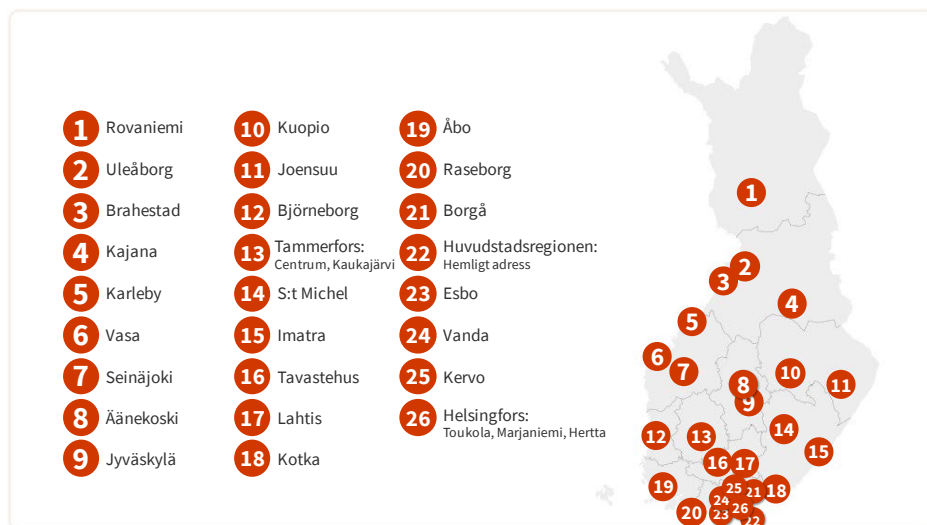 1 Rovaniemi
2 Uleåborg
3 Brahestad
4 Kajana
5 Karleby
6 Vasa
7 Seinäjoki
8 Äänekoski
9 Jyväskylä
10 Kuopio
11 Joensuu
12 Björneborg
13 Tammerfors:
Centrum, Kaukajärvi
14 S:t Michel
15 Imatra
16 Tavastehus
17 Lahtis
18 Kotka
19 Åbo
20 Raseborg
21 Borgå
22 Huvudstadsregionen:
Hemligt adress
23 Esbo
24 Vanda
25 Kervo
26 Helsingfors:
Toukola, Marjaniemi, Hertta
1
2
3
4
5
6
7
8
9
10
11
12
13
14
15
16
17
18
19
20
21
22
23
24
25
26